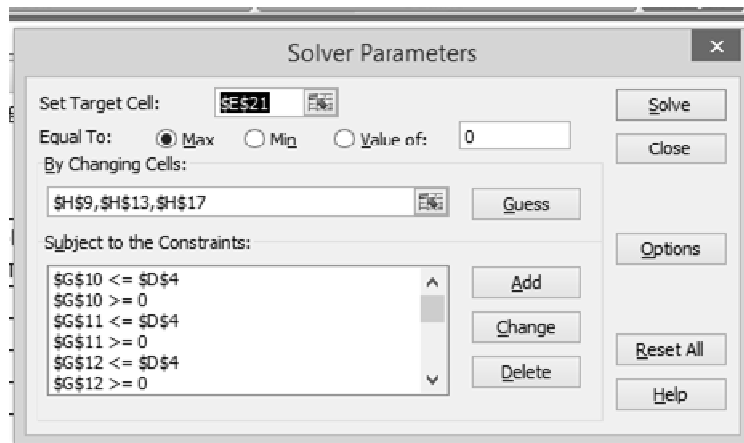 Solver Parameters
Set Target Cell: $E$21
Solve
Equal To: Max Min Value of: 0
Close
By Changing Cells:
$H$9,$H$13,$H$17
Guess
Subject to the Constraints:
Options
$G$10 <= $D$4
$G$10 >= 0
$G$11 <= $D$4
$G$11 >= 0
$G$12 <= $D$4
$G$12 >= 0
Add
Change
Delete
Reset All
Help